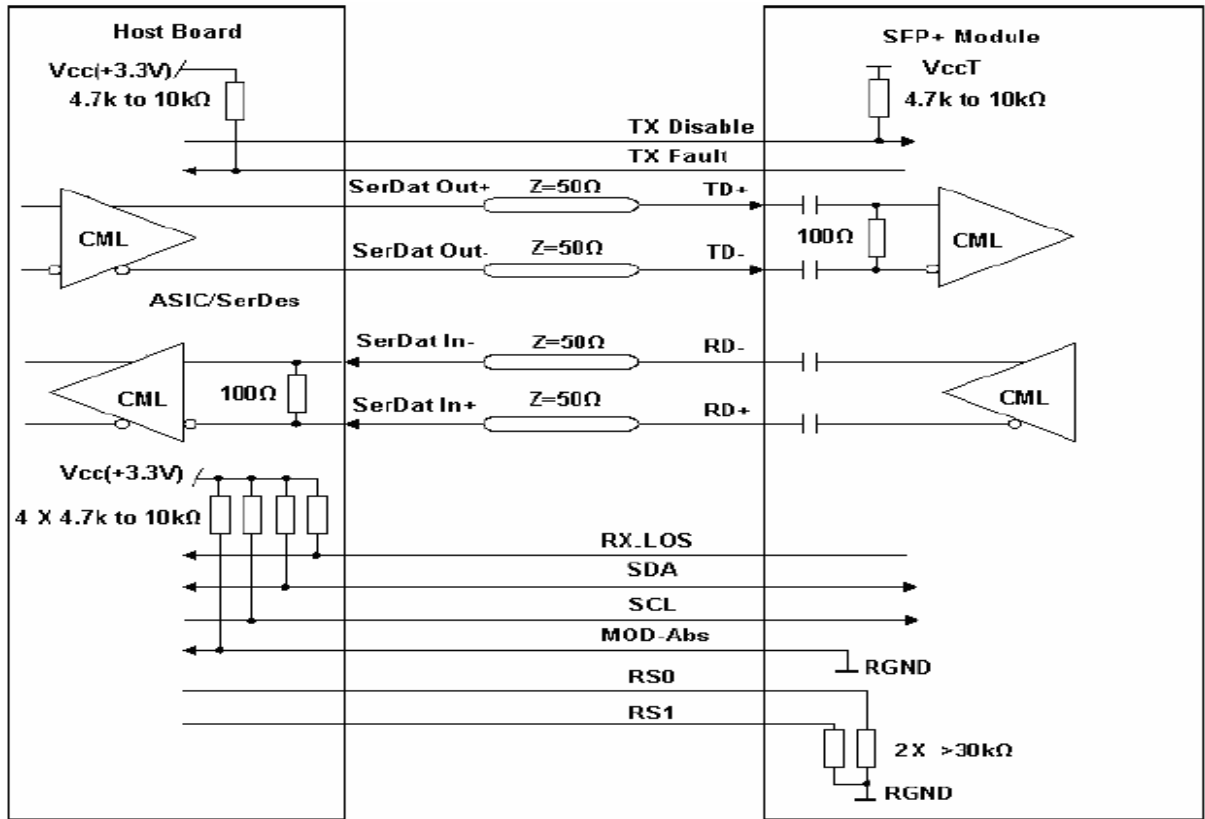 Host Board
SFP+ Module
Vcc(+3.3V)
4.7k to 10kΩ
VccT
4.7k to 10kΩ
TX Disable
TX Fault
SerDat Out+
Z=50Ω
TD+
CML
100Ω
CML
SerDat Out-
Z=50Ω
TD-
ASIC/SerDes
SerDat In-
Z=50Ω
RD-
CML
100Ω
CML
SerDat In+
Z=50Ω
RD+
Vcc(+3.3V)
4 X 4.7k to 10kΩ
RX_LOS
SDA
SCL
MOD-Abs
RGND
RS0
RS1
2X >30kΩ
RGND